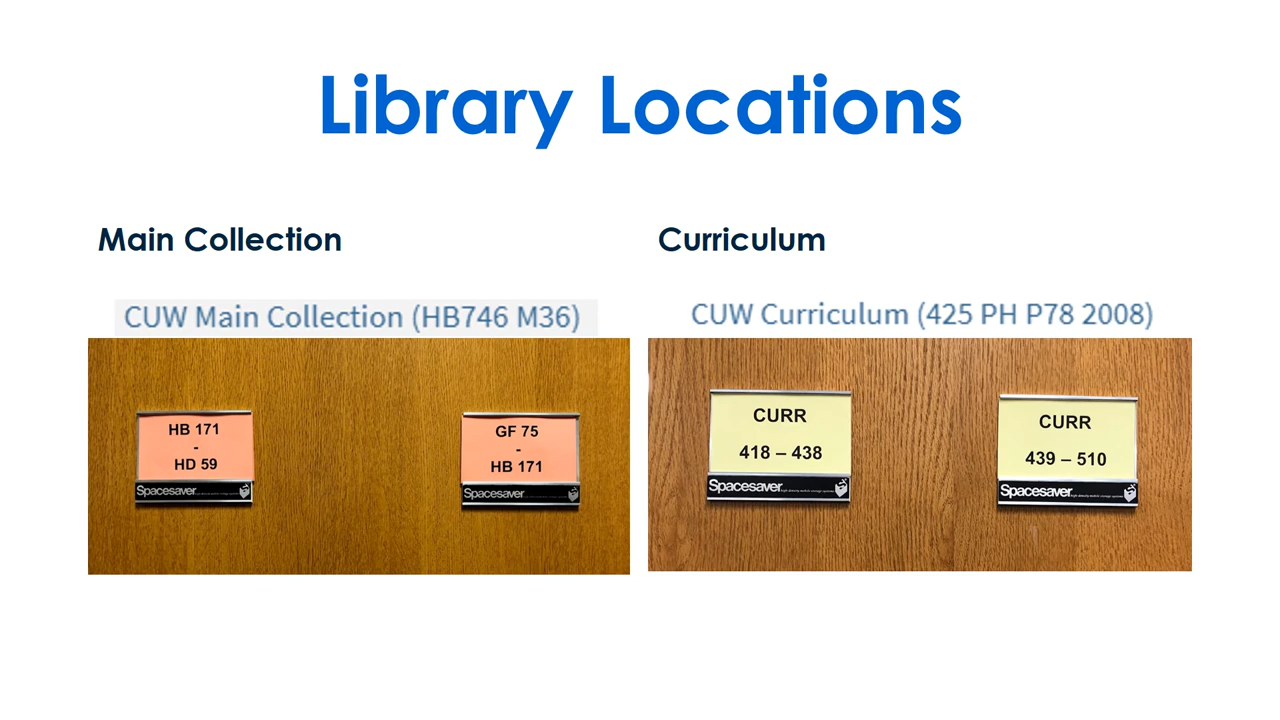 Library Locations
Main Collection
CUW Main Collection (HB746 M36)
HB 171
-
HD 59
Spacesaver
GF 75
-
HB 171
Spacesaver
Curriculum
CUW Curriculum (425 PH P78 2008)
CURR
418 – 438
Spacesaver
CURR
439 – 510
Spacesaver